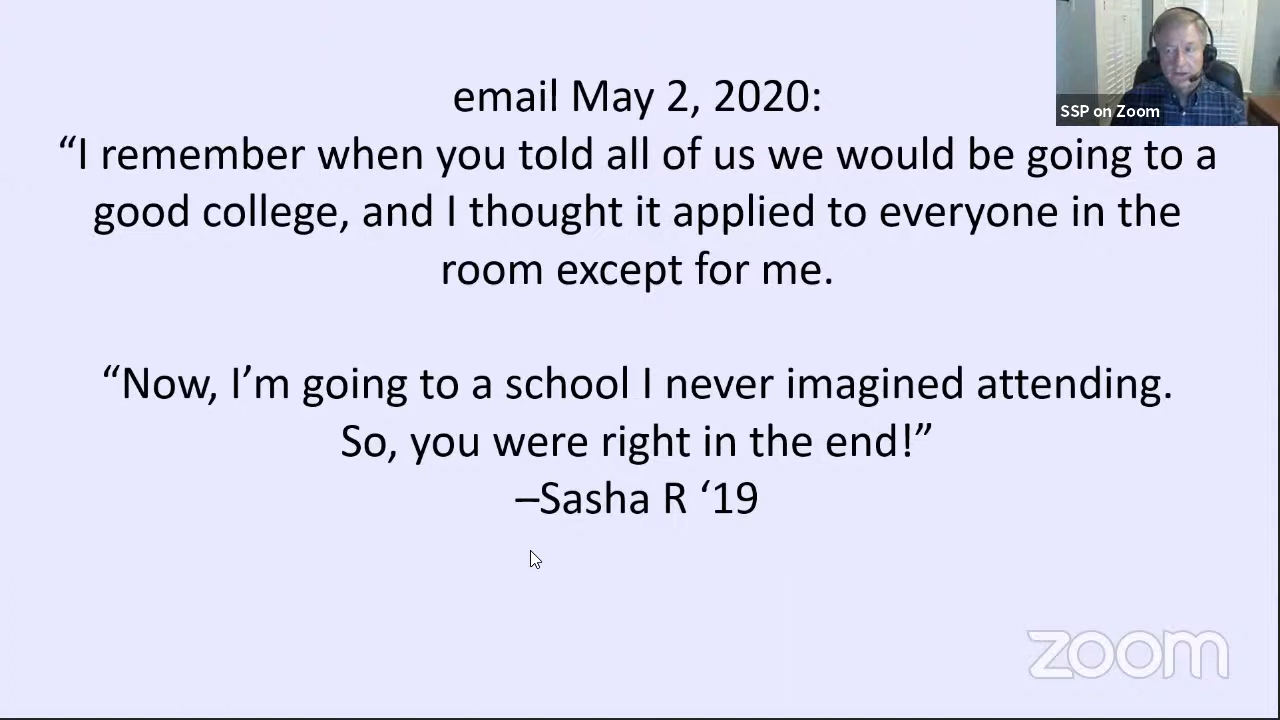 SSP on Zoom
email May 2, 2020:
“I remember when you told all of us we would be going to a
good college, and I thought it applied to everyone in the
room except for me.
“Now, I’m going to a school I never imagined attending.
So, you were right in the end!”
–Sasha R ‘19
zoom